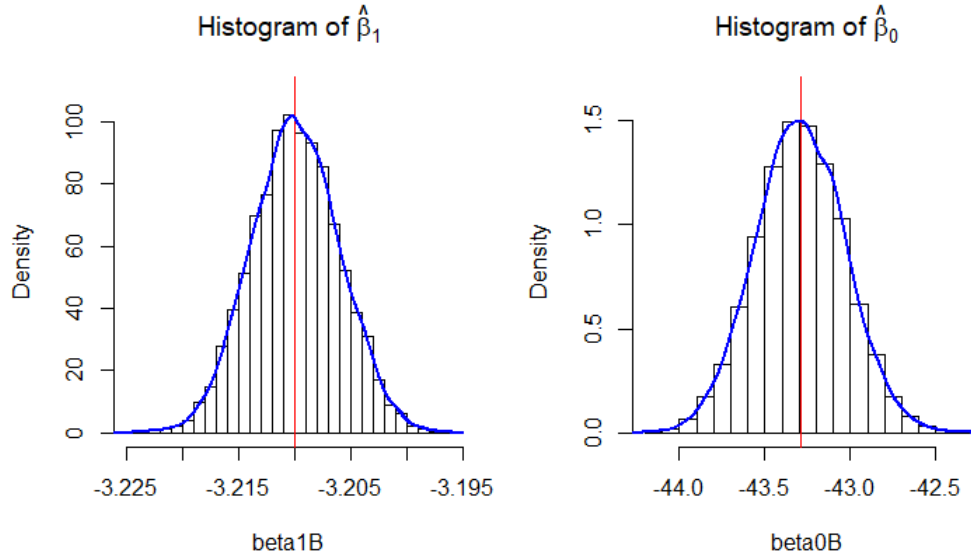 Histogram of β̂₁
Density
0 20 40 60 80 100
-3.225 -3.215 -3.205 -3.195
beta1B
Histogram of β̂₀
Density
0.0 0.5 1.0 1.5
-44.0 -43.5 -43.0 -42.5
beta0B